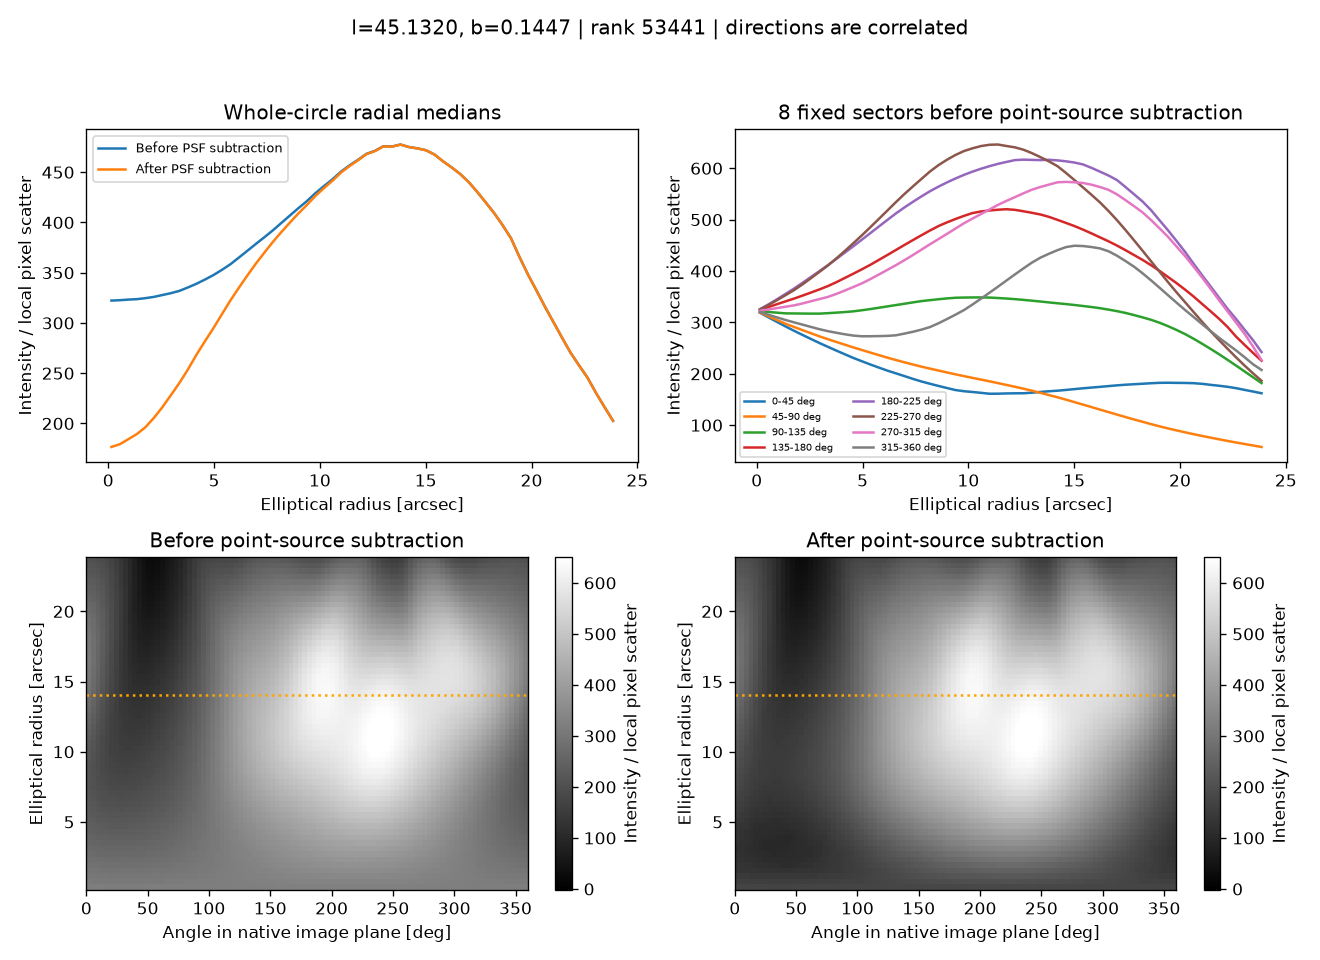 l=45.1320, b=0.1447 | rank 53441 | directions are correlated
Whole-circle radial medians
Before PSF subtraction
After PSF subtraction
450
400
350
300
250
200
0 5 10 15 20 25
Intensity / local pixel scatter
Elliptical radius [arcsec]
8 fixed sectors before point-source subtraction
600
500
400
300
200
100
0-45 deg
45-90 deg
90-135 deg
135-180 deg
180-225 deg
225-270 deg
270-315 deg
315-360 deg
0 5 10 15 20 25
Intensity / local pixel scatter
Elliptical radius [arcsec]
Before point-source subtraction
20
15
10
5
0 50 100 150 200 250 300 350
Elliptical radius [arcsec]
Angle in native image plane [deg]
600
500
400
300
200
100
0
Intensity / local pixel scatter
After point-source subtraction
20
15
10
5
0 50 100 150 200 250 300 350
Elliptical radius [arcsec]
Angle in native image plane [deg]
600
500
400
300
200
100
0
Intensity / local pixel scatter